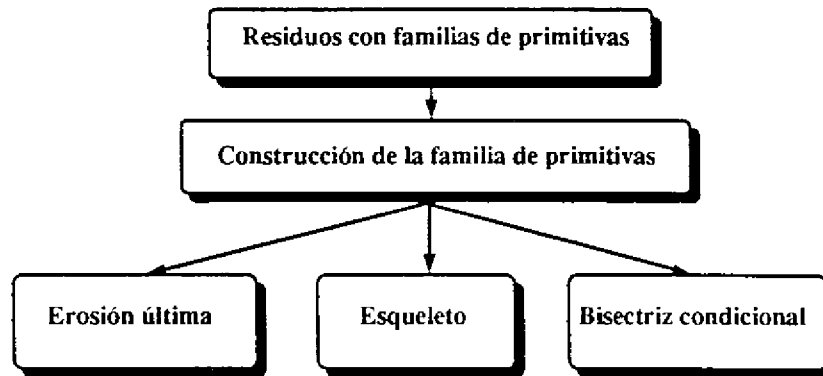 Residuos con familias de primitivas
Construcción de la familia de primitivas
Erosión última
Esqueleto
Bisectriz condicional